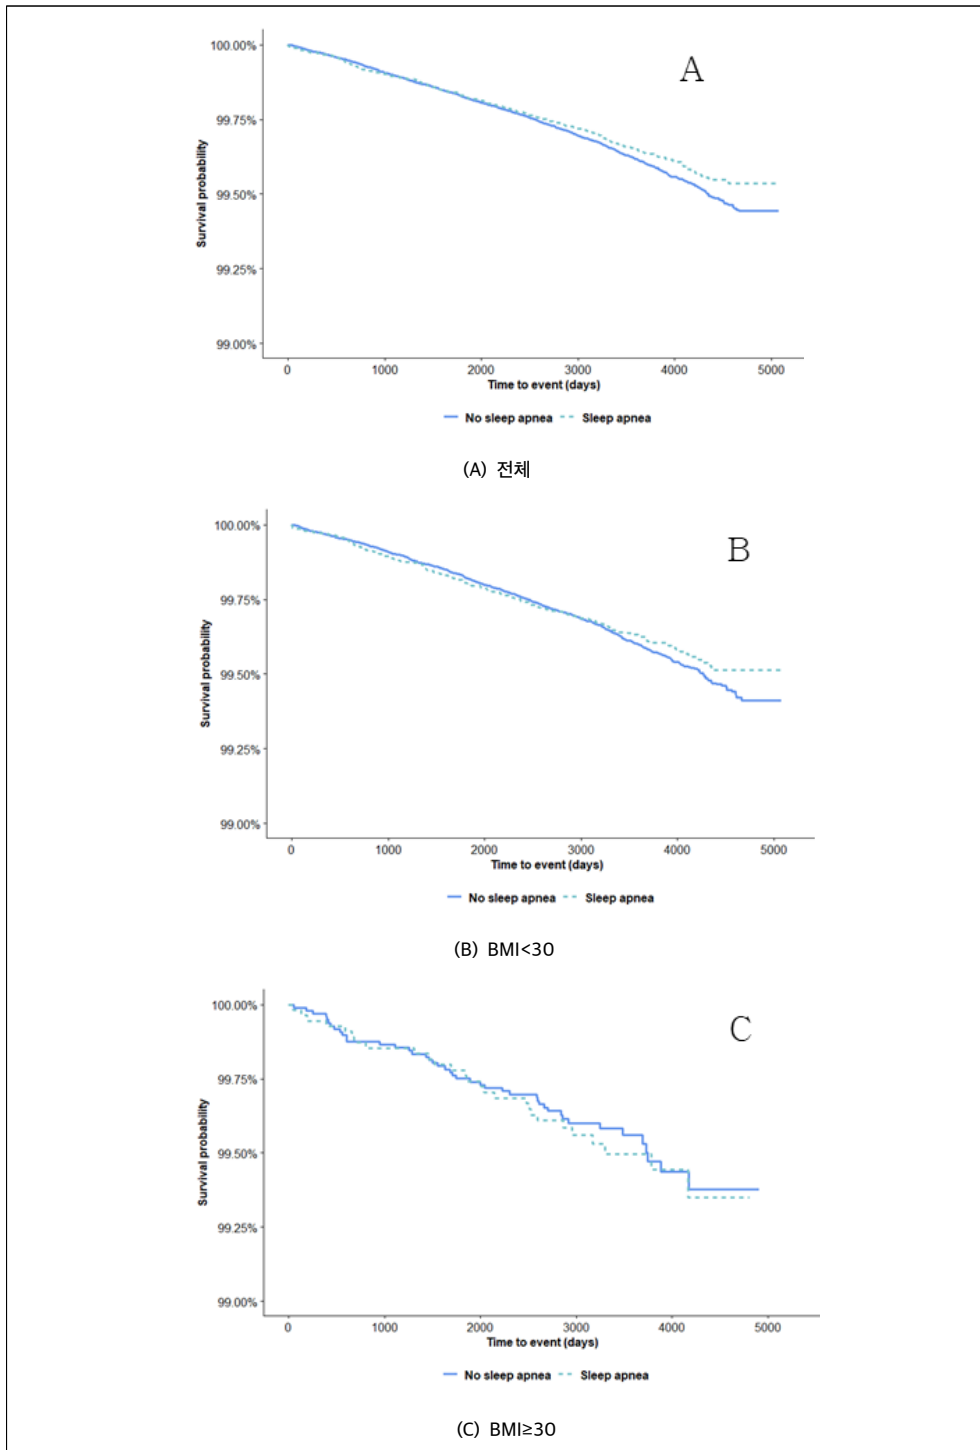 A
Survival probability
100.00%
99.75%
99.50%
99.25%
99.00%
0 1000 2000 3000 4000 5000
Time to event (days)
No sleep apnea Sleep apnea
(A) 전체
B
Survival probability
100.00%
99.75%
99.50%
99.25%
99.00%
0 1000 2000 3000 4000 5000
Time to event (days)
No sleep apnea Sleep apnea
(B) BMI<30
C
Survival probability
100.00%
99.75%
99.50%
99.25%
99.00%
0 1000 2000 3000 4000 5000
Time to event (days)
No sleep apnea Sleep apnea
(C) BMI≥30